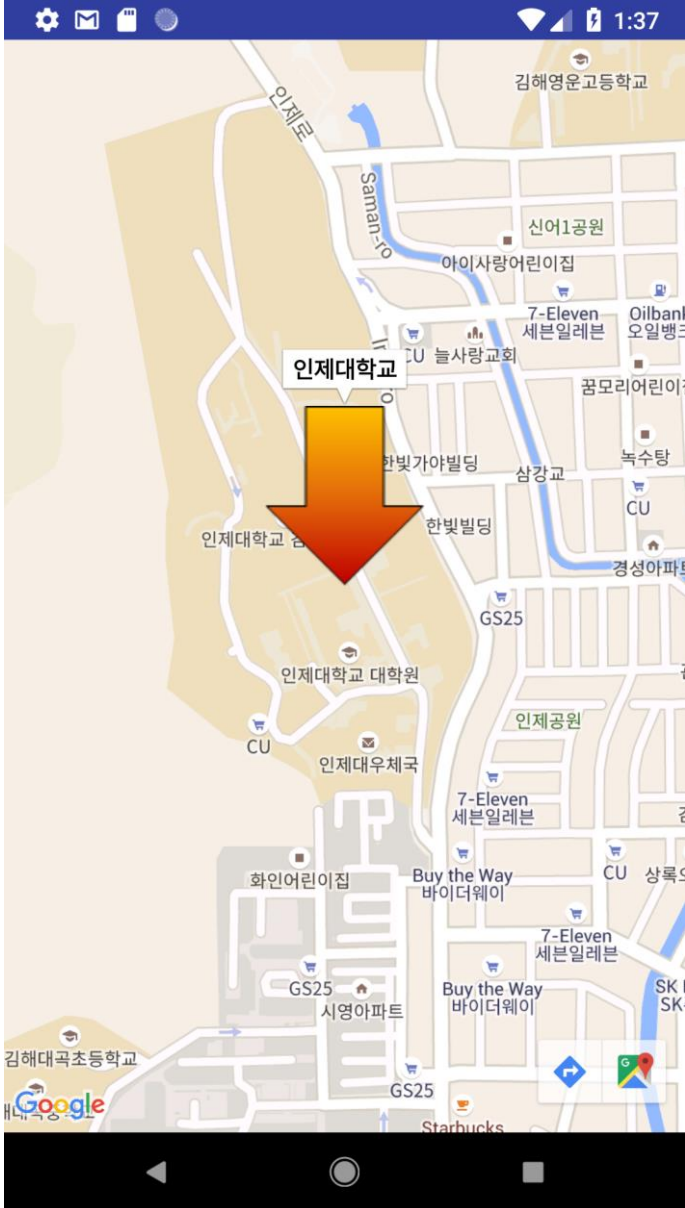 1:37
김해영운고등학교
인제로
Saman-ro
신어1공원
아이사랑어린이집
7-Eleven
세븐일레븐
Oilbank
오일뱅크
CU
늘사랑교회
인제대학교
꿈모리어린이
한빛가야빌딩
삼강교
녹수탕
CU
인제대학교
한빛빌딩
경성아파트
GS25
인제대학교 대학원
인제공원
CU
인제대우체국
7-Eleven
세븐일레븐
화인어린이집
Buy the Way
바이더웨이
CU
상록
7-Eleven
세븐일레븐
GS25
시영아파트
Buy the Way
바이더웨이
SK
SK
김해대곡초등학교
GS25
Google
Starbucks